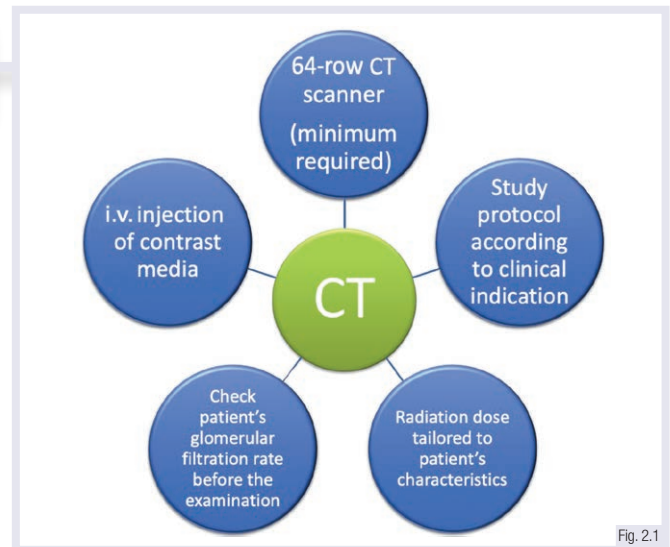 64-row CT
scanner
(minimum
required)
i.v. injection
of contrast
media
Study
protocol
according
to clinical
indication
CT
Check
patient's
glomerular
filtration rate
before the
examination
Radiation dose
tailored to
patient's
characteristics
Fig. 2.1